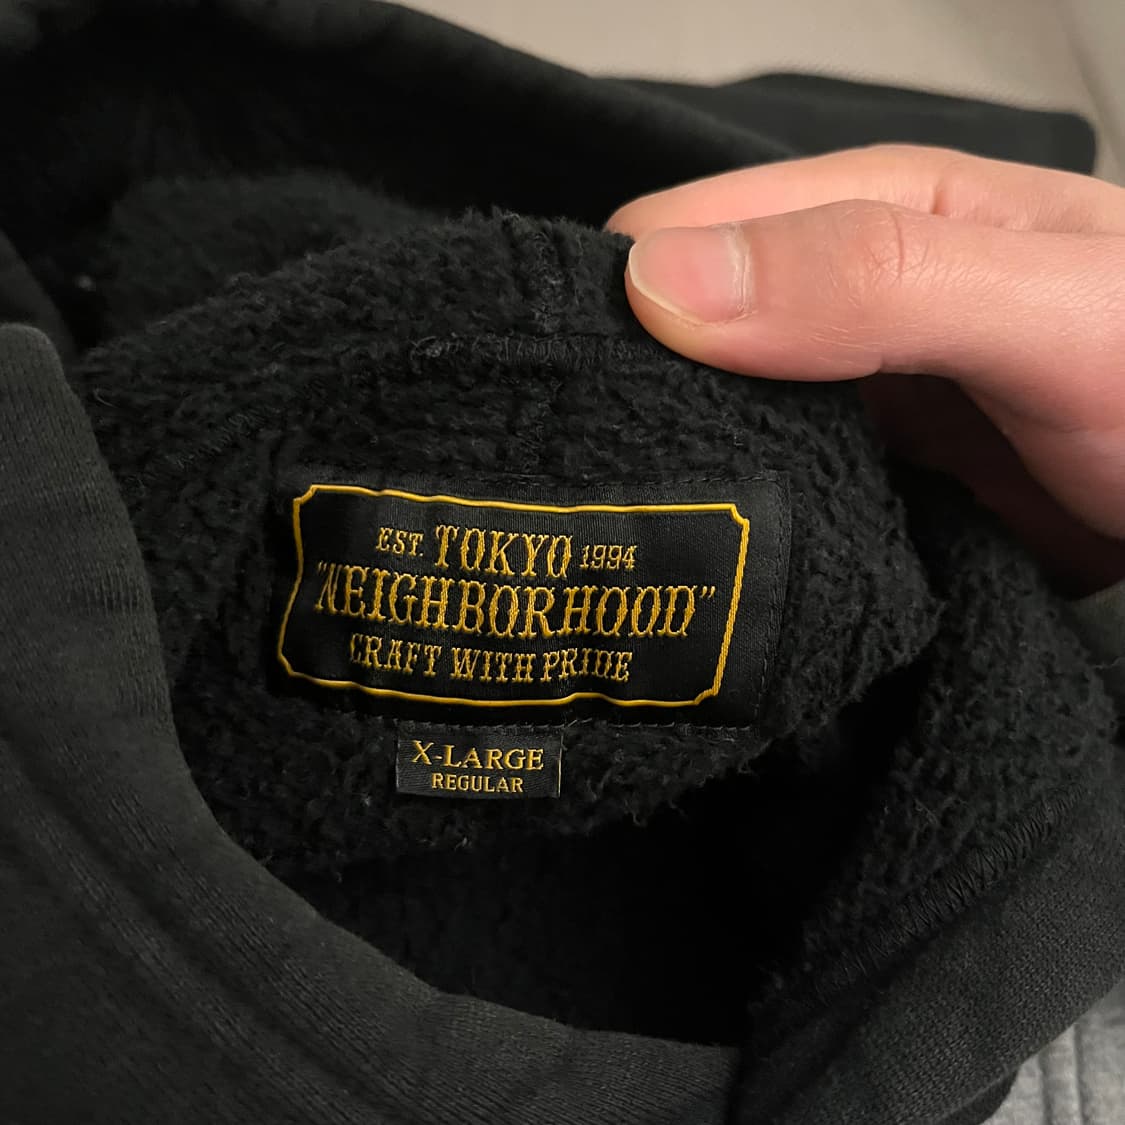 EST. TOKYO 1994
"NEIGHBORHOOD"
CRAFT WITH PRIDE
X-LARGE
REGULAR